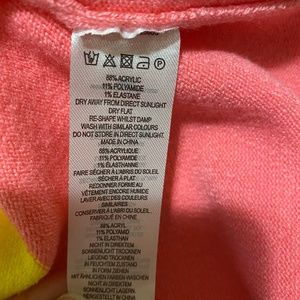 88% ACRYLIC
11% POLYAMIDE
1% ELASTANE
DRY AWAY FROM DIRECT SUNLIGHT
DRY FLAT
RE-SHAPE WHILST DAMP
WASH WITH SIMILAR COLOURS
DO NOT STORE IN DIRECT SUNLIGHT
MADE IN CHINA
88% ACRYLIQUE
11% POLYAMIDE
1% ELASTHANNE
FAIRE SÉCHER À L'ABRI DU SOLEIL
SÉCHER À PLAT
REDONNER FORME AU
VÊTEMENT ENCORE HUMIDE
LAVER AVEC DES COULEURS
SIMILAIRES
CONSERVER À L'ABRI DU SOLEIL
FABRIQUÉ EN CHINE
88% ACRYL
11% POLYAMID
1% ELASTHAN
NICHT IN DIREKTEM
SONNENLICHT TROCKNEN
LIEGEND TROCKNEN
IN FEUCHTEM ZUSTAND
IN FORM ZIEHEN
MIT ÄHNLICHEN FARBEN WASCHEN
NICHT IN DIREKTEM
SONNENLICHT LAGERN
HERGESTELLT IN CHINA